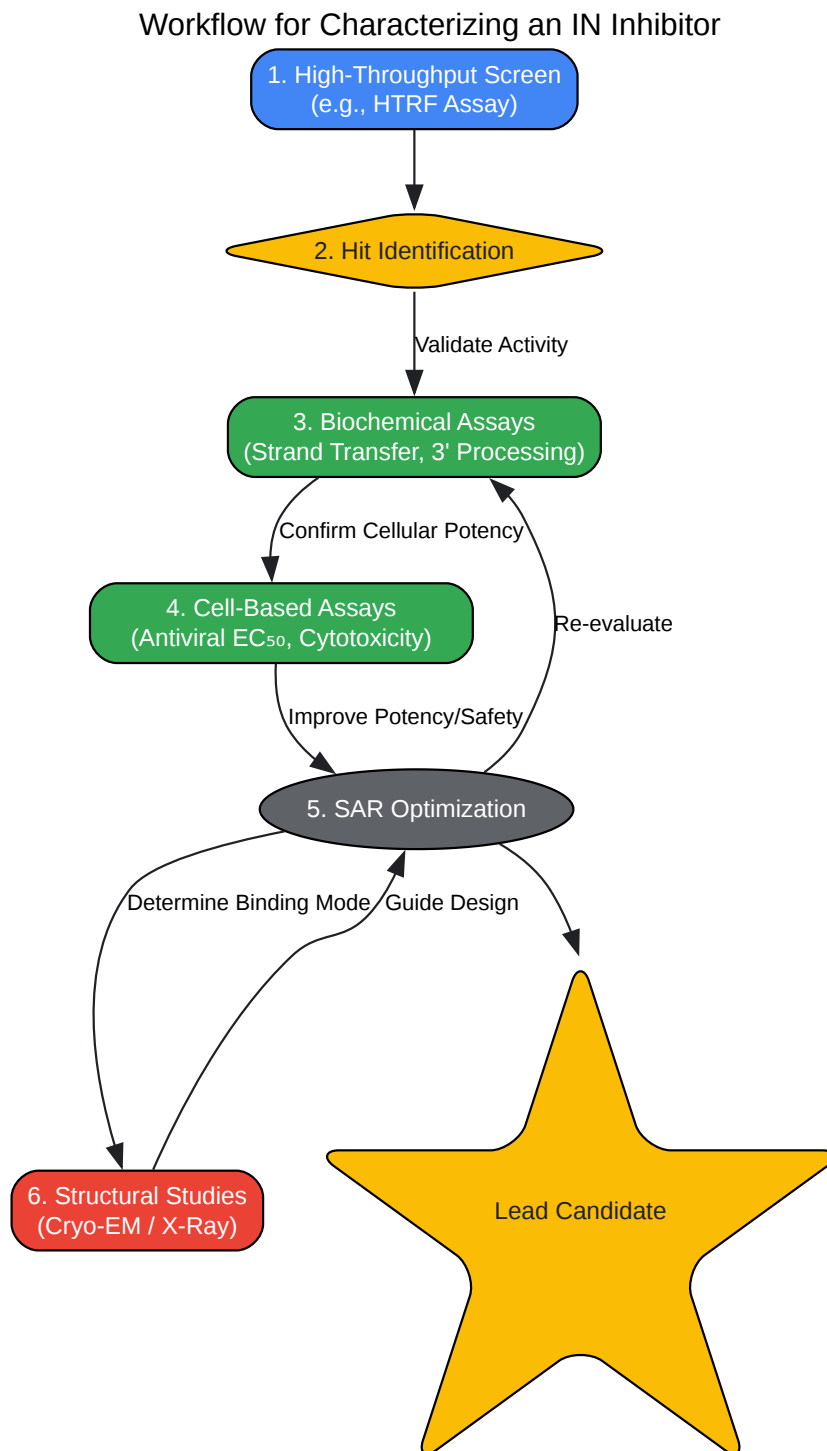 Workflow for Characterizing an IN Inhibitor
1. High-Throughput Screen
(e.g., HTRF Assay)
2. Hit Identification
Validate Activity
3. Biochemical Assays
(Strand Transfer, 3' Processing)
Confirm Cellular Potency
4. Cell-Based Assays
(Antiviral EC₅₀, Cytotoxicity)
Re-evaluate
Improve Potency/Safety
5. SAR Optimization
Determine Binding Mode
Guide Design
6. Structural Studies
(Cryo-EM / X-Ray)
Lead Candidate